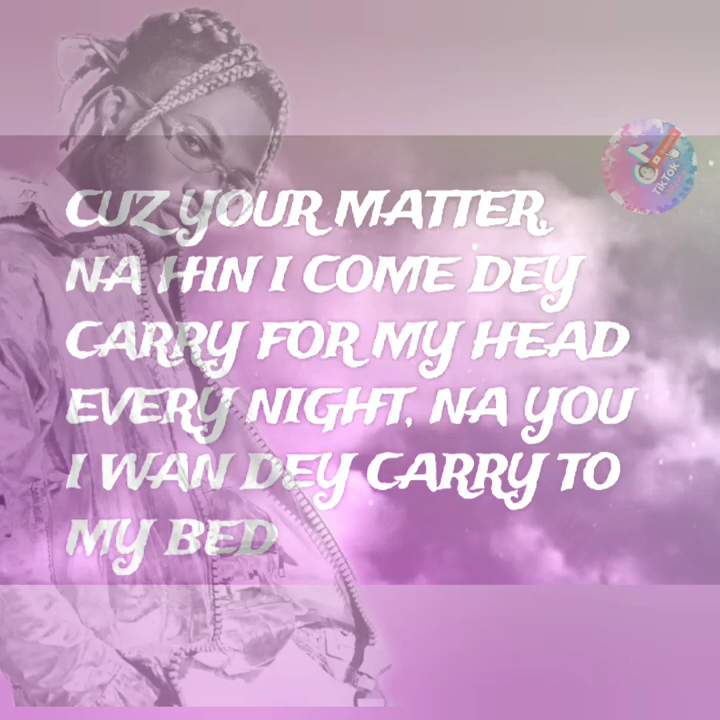 CUZ YOUR MATTER,
NA HIN I COME DEY
CARRY FOR MY HEAD
EVERY NIGHT, NA YOU
I WAN DEY CARRY TO
MY BED
TikTok